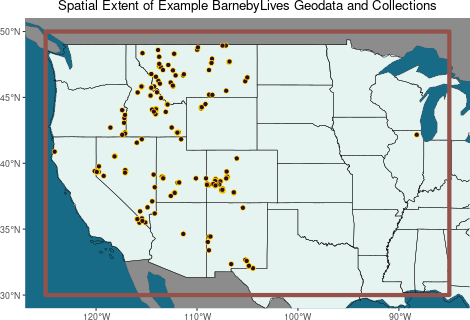 Spatial Extent of Example BarnebyLives Geodata and Collections
50°N
45°N
40°N
35°N
30°N
120°W
110°W
100°W
90°W